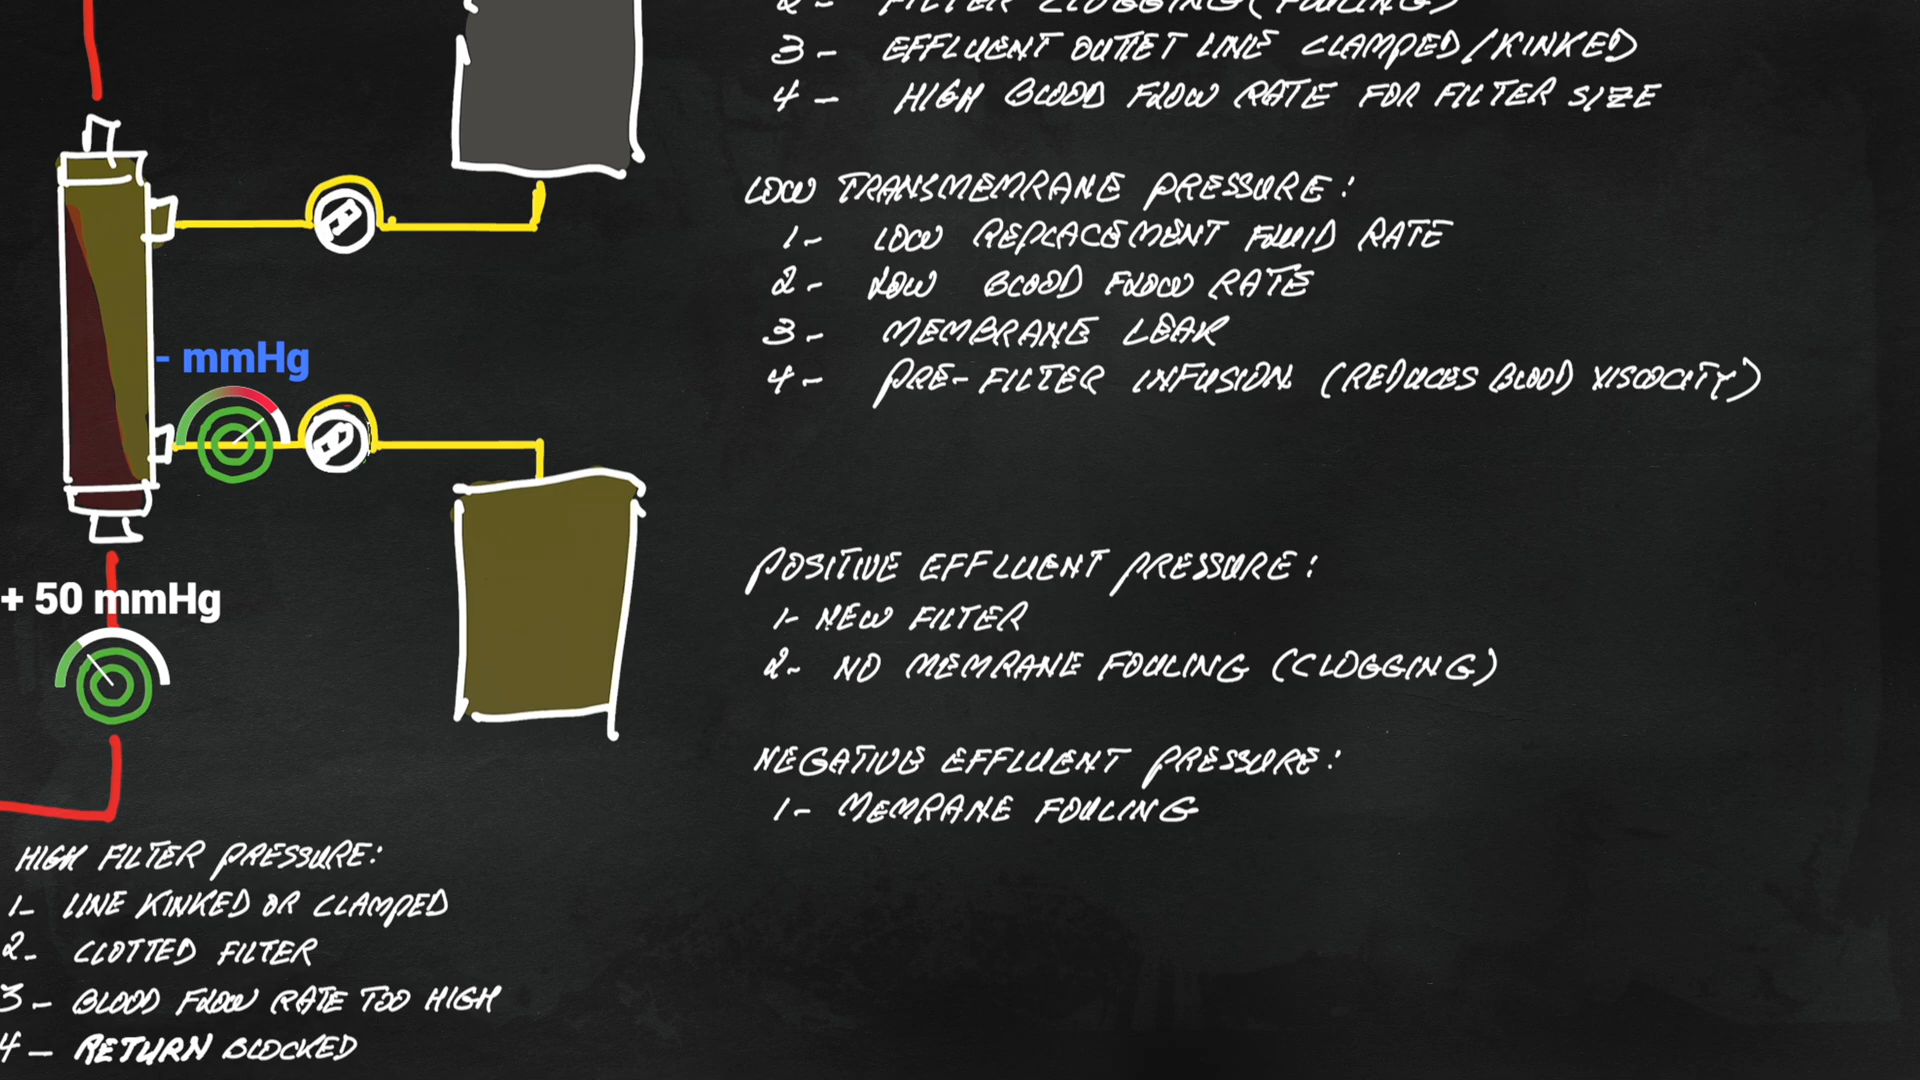 2- FILTER CLOGGING (FOULING)
3- EFFLUENT OUTLET LINE CLAMPED/KINKED
4- HIGH BLOOD FLOW RATE FOR FILTER SIZE
LOW TRANSMEMRANE PRESSURE:
1- LOW REPLACEMENT FLUID RATE
2- LOW BLOOD FLOW RATE
3- MEMBRANE LEAK
4- PRE-FILTER INFUSION (REDUCES BLOOD VISCOCITY)
- mmHg
+ 50 mmHg
POSITIVE EFFLUENT PRESSURE:
1- NEW FILTER
2- NO MEMRANE FOULING (CLOGGING)
NEGATIVE EFFLUENT PRESSURE:
1- MEMRANE FOULING
HIGH FILTER PRESSURE:
1- LINE KINKED OR CLAMPED
2- CLOTTED FILTER
3- BLOOD FLOW RATE TOO HIGH
4- RETURN BLOCKED